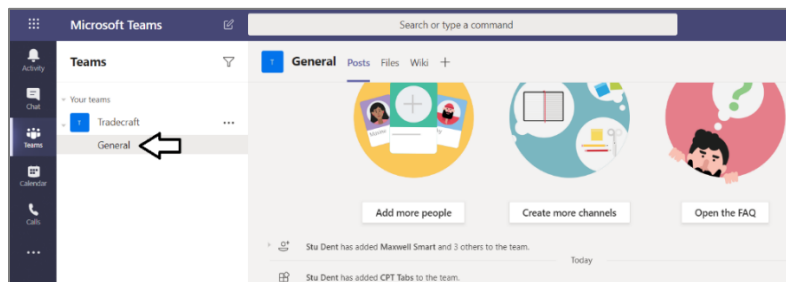 Microsoft Teams
Search or type a command
Activity
Chat
Teams
Calendar
Calls
Teams
Your teams
T Tradecraft
General
T General Posts Files Wiki
Maxine
Add more people
Create more channels
Open the FAQ
Stu Dent has added Maxwell Smart and 3 others to the team.
Today
Stu Dent has added CPT Tabs to the team.